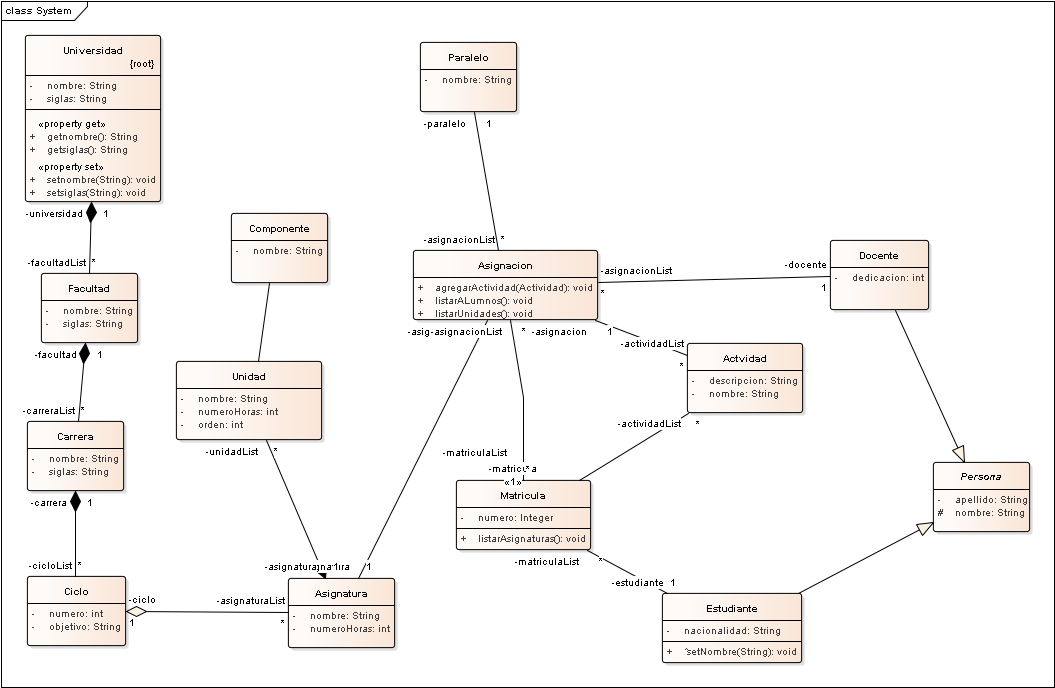 class System
Universidad
{root}
- nombre: String
- siglas: String
«property get»
+ getnombre(): String
+ getsiglas(): String
«property set»
+ setnombre(String): void
+ setsiglas(String): void
-universidad 1
-facultadList *
Facultad
- nombre: String
- siglas: String
-facultad 1
-carreraList *
Carrera
- nombre: String
- siglas: String
-carrera 1
-cicloList *
Ciclo
- numero: int
- objetivo: String
-ciclo
1
-asignaturaList
*
Componente
- nombre: String
Unidad
- nombre: String
- numeroHoras: int
- orden: int
-unidadList *
1
Asignatura
- nombre: String
- numeroHoras: int
Paralelo
- nombre: String
-paralelo 1
-asignacionList *
Asignacion
+ agregarActividad(Actividad): void
+ listarALumnos(): void
+ listarUnidades(): void
-asignacionList
*
-docente
1
Docente
- dedicacion: int
-asignacionList * -asignacion 1
-actividadList
*
Actvidad
- descripcion: String
- nombre: String
-actividadList *
-matriculaList
*
«1»
Matricula
- numero: Integer
+ listarAsignaturas(): void
-matriculaList *
-estudiante 1
Estudiante
- nacionalidad: String
+ ˜setNombre(String): void
Persona
- apellido: String
# nombre: String